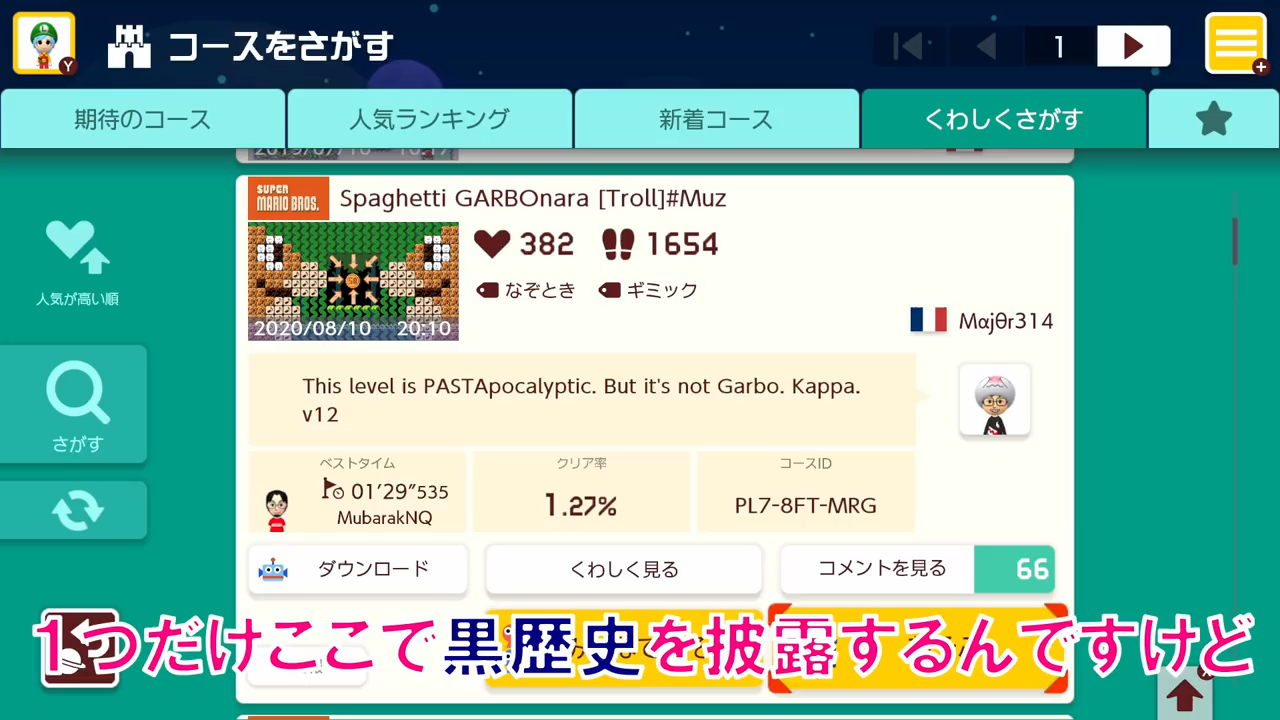 Y
コースをさがす
1
+
期待のコース
人気ランキング
新着コース
くわしくさがす
SUPER
MARIO BROS.
Spaghetti GARBOnara [Troll]#Muz
382
1654
なぞとき
ギミック
2020/08/10 20:10
Mαjθr314
人気が高い順
This level is PASTApocalyptic. But it's not Garbo. Kappa.
v12
さがす
ベストタイム
01'29"535
MubarakNQ
クリア率
1.27%
コースID
PL7-8FT-MRG
ダウンロード
くわしく見る
コメントを見る
66
1つだけここで黒歴史を披露するんですけど